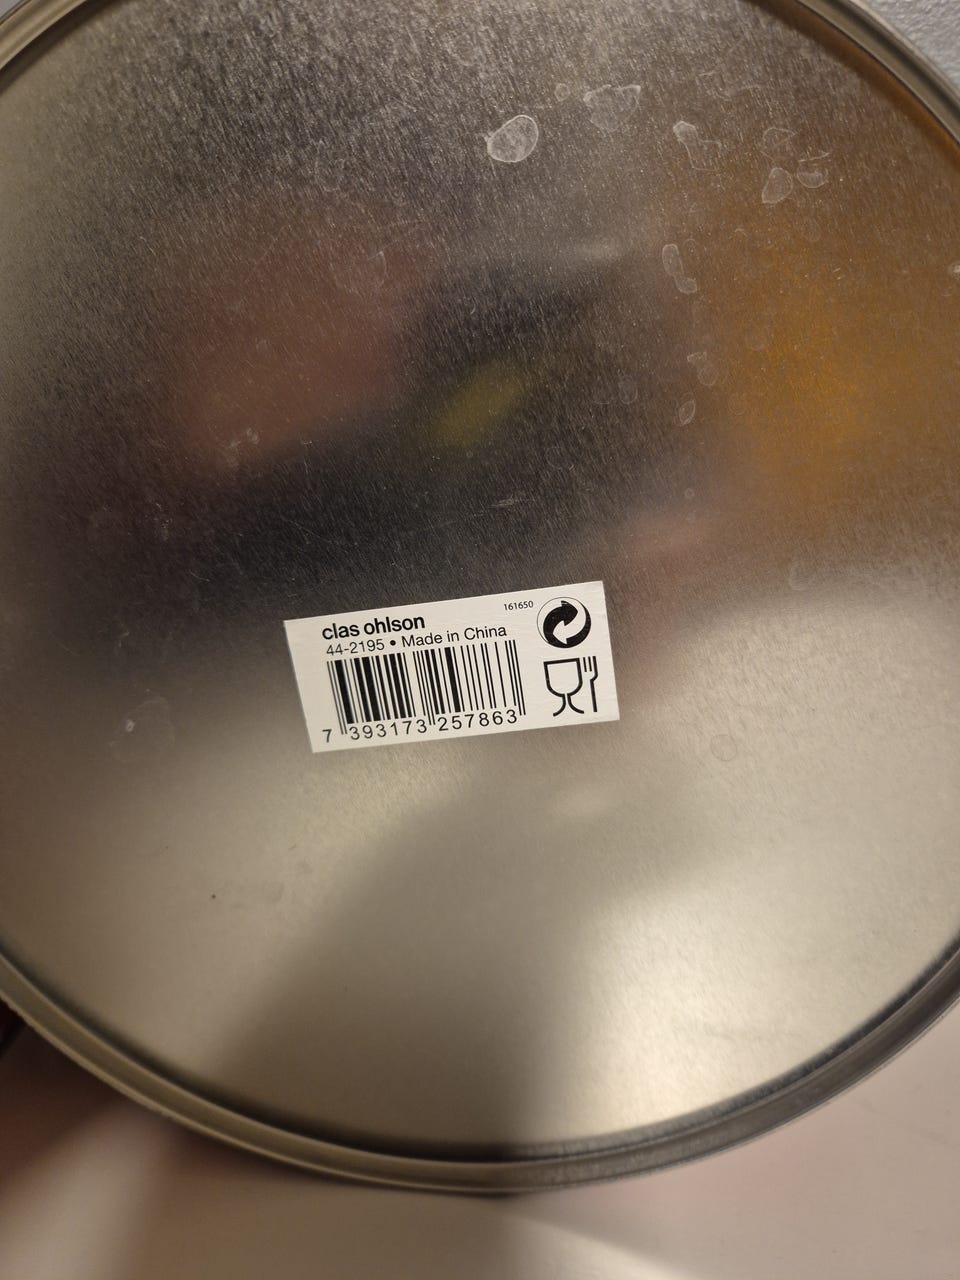 161650
clas ohlson
44-2195 • Made in China
7 393173 257863